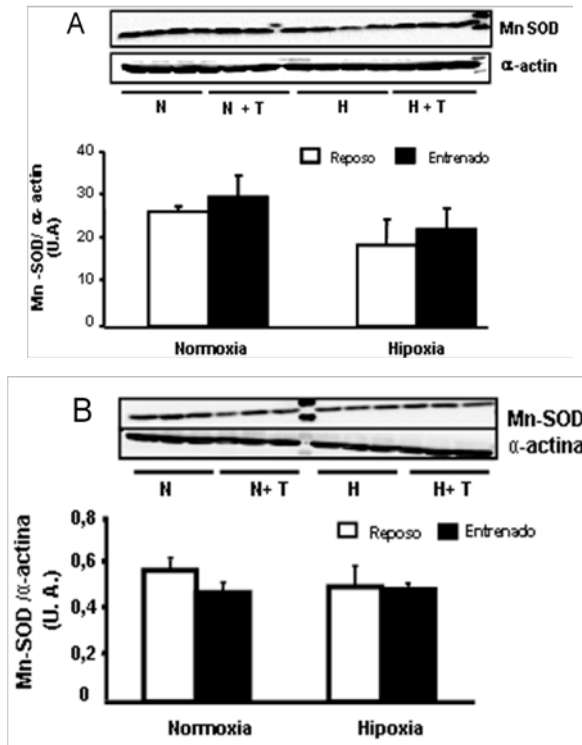 A
Mn SOD
α-actin
N N + T H H + T
Reposo Entrenado
Mn -SOD/ α- actin
(U.A)
40
30
20
10
0
Normoxia Hipoxia
B
Mn-SOD
α-actina
N N+ T H H+ T
Reposo Entrenado
Mn-SOD /α-actina
(U. A.)
0,8
0,6
0,4
0,2
0
Normoxia Hipoxia